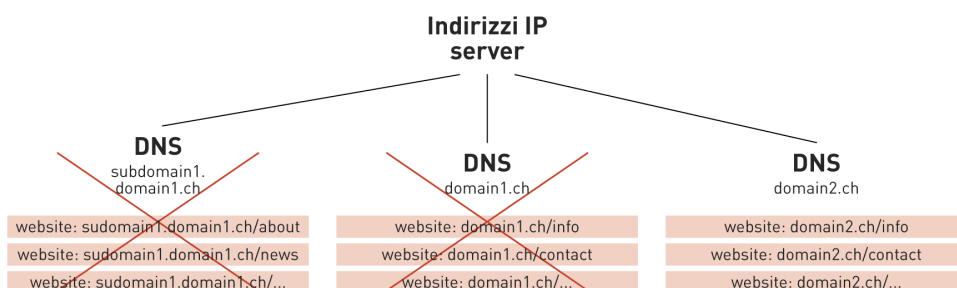 Indirizzi IP
server
DNS
subdomain1.
domain1.ch
website: sudomain1.domain1.ch/about
website: sudomain1.domain1.ch/news
website: sudomain1.domain1.ch/...
DNS
domain1.ch
website: domain1.ch/info
website: domain1.ch/contact
website: domain1.ch/...
DNS
domain2.ch
website: domain2.ch/info
website: domain2.ch/contact
website: domain2.ch/...